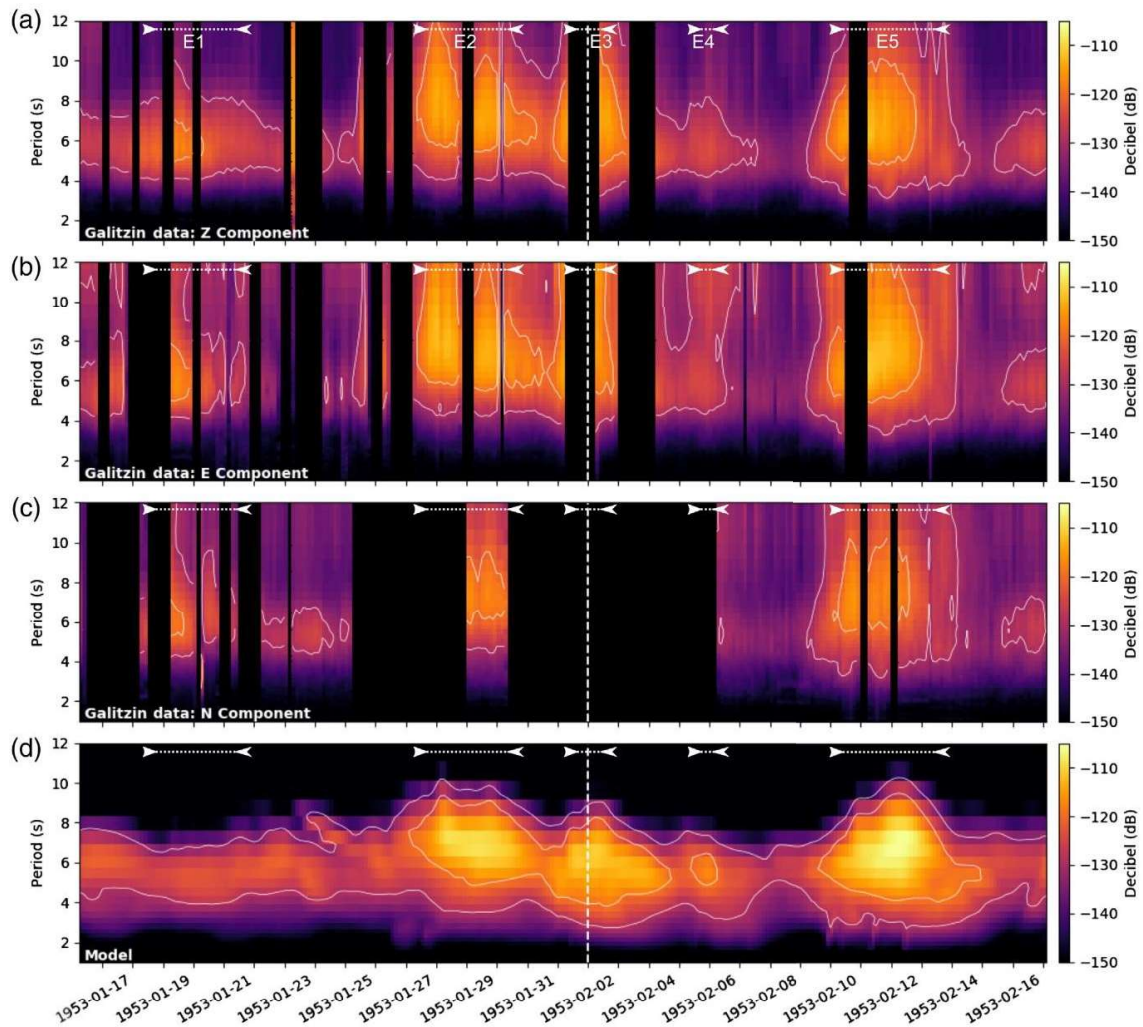 (a)
12
10
8
6
4
2
Period (s)
E1
E2
E3
E4
E5
Galitzin data: Z Component
−110
−120
−130
−140
−150
Decibel (dB)
(b)
12
10
8
6
4
2
Period (s)
Galitzin data: E Component
−110
−120
−130
−140
−150
Decibel (dB)
(c)
12
10
8
6
4
2
Period (s)
Galitzin data: N Component
−110
−120
−130
−140
−150
Decibel (dB)
(d)
12
10
8
6
4
2
Period (s)
Model
−110
−120
−130
−140
−150
Decibel (dB)
1953-01-17
1953-01-19
1953-01-21
1953-01-23
1953-01-25
1953-01-27
1953-01-29
1953-01-31
1953-02-02
1953-02-04
1953-02-06
1953-02-08
1953-02-10
1953-02-12
1953-02-14
1953-02-16